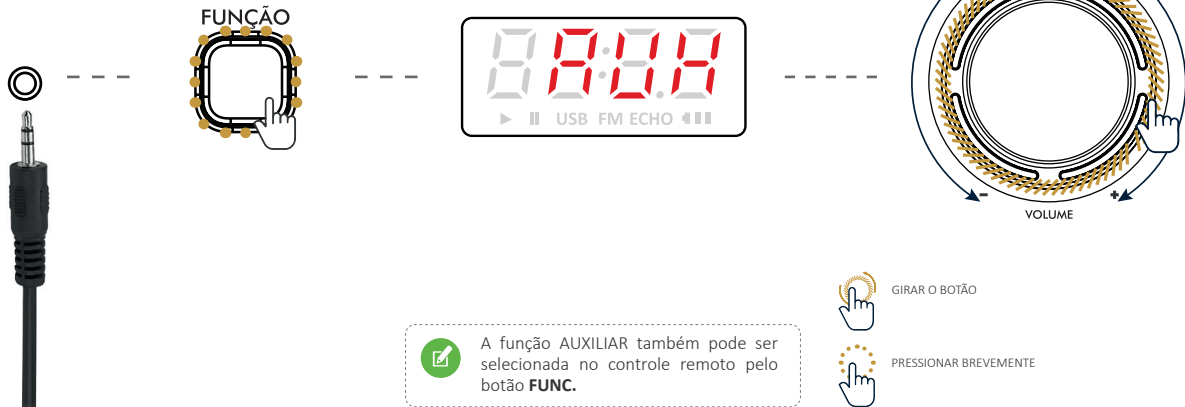 FUNÇÃO
AUX
USB FM ECHO
- +
VOLUME
GIRAR O BOTÃO
A função AUXILIAR também pode ser
selecionada no controle remoto pelo
botão FUNC.
PRESSIONAR BREVEMENTE